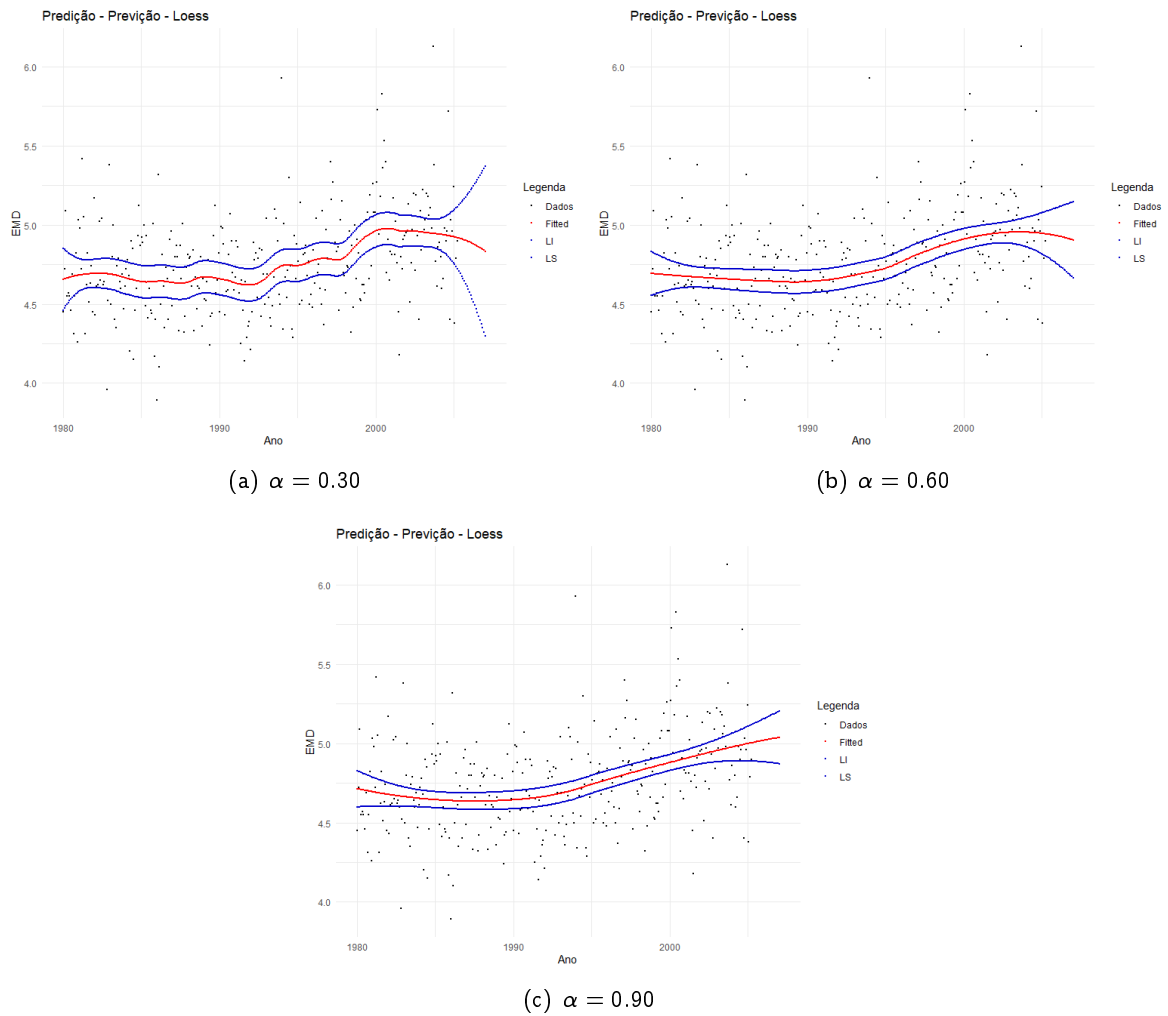 Predição - Previção - Loess
6.0
5.5
5.0
4.5
4.0
EMD
1980 1990 2000
Ano
Legenda
Dados
Fitted
LI
LS
(a) α = 0.30
Predição - Previção - Loess
6.0
5.5
5.0
4.5
4.0
EMD
1980 1990 2000
Ano
Legenda
Dados
Fitted
LI
LS
(b) α = 0.60
Predição - Previção - Loess
6.0
5.5
5.0
4.5
4.0
EMD
1980 1990 2000
Ano
Legenda
Dados
Fitted
LI
LS
(c) α = 0.90